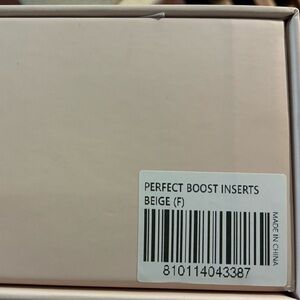 PERFECT BOOST INSERTS
BEIGE (F)
MADE IN CHINA
810114043387